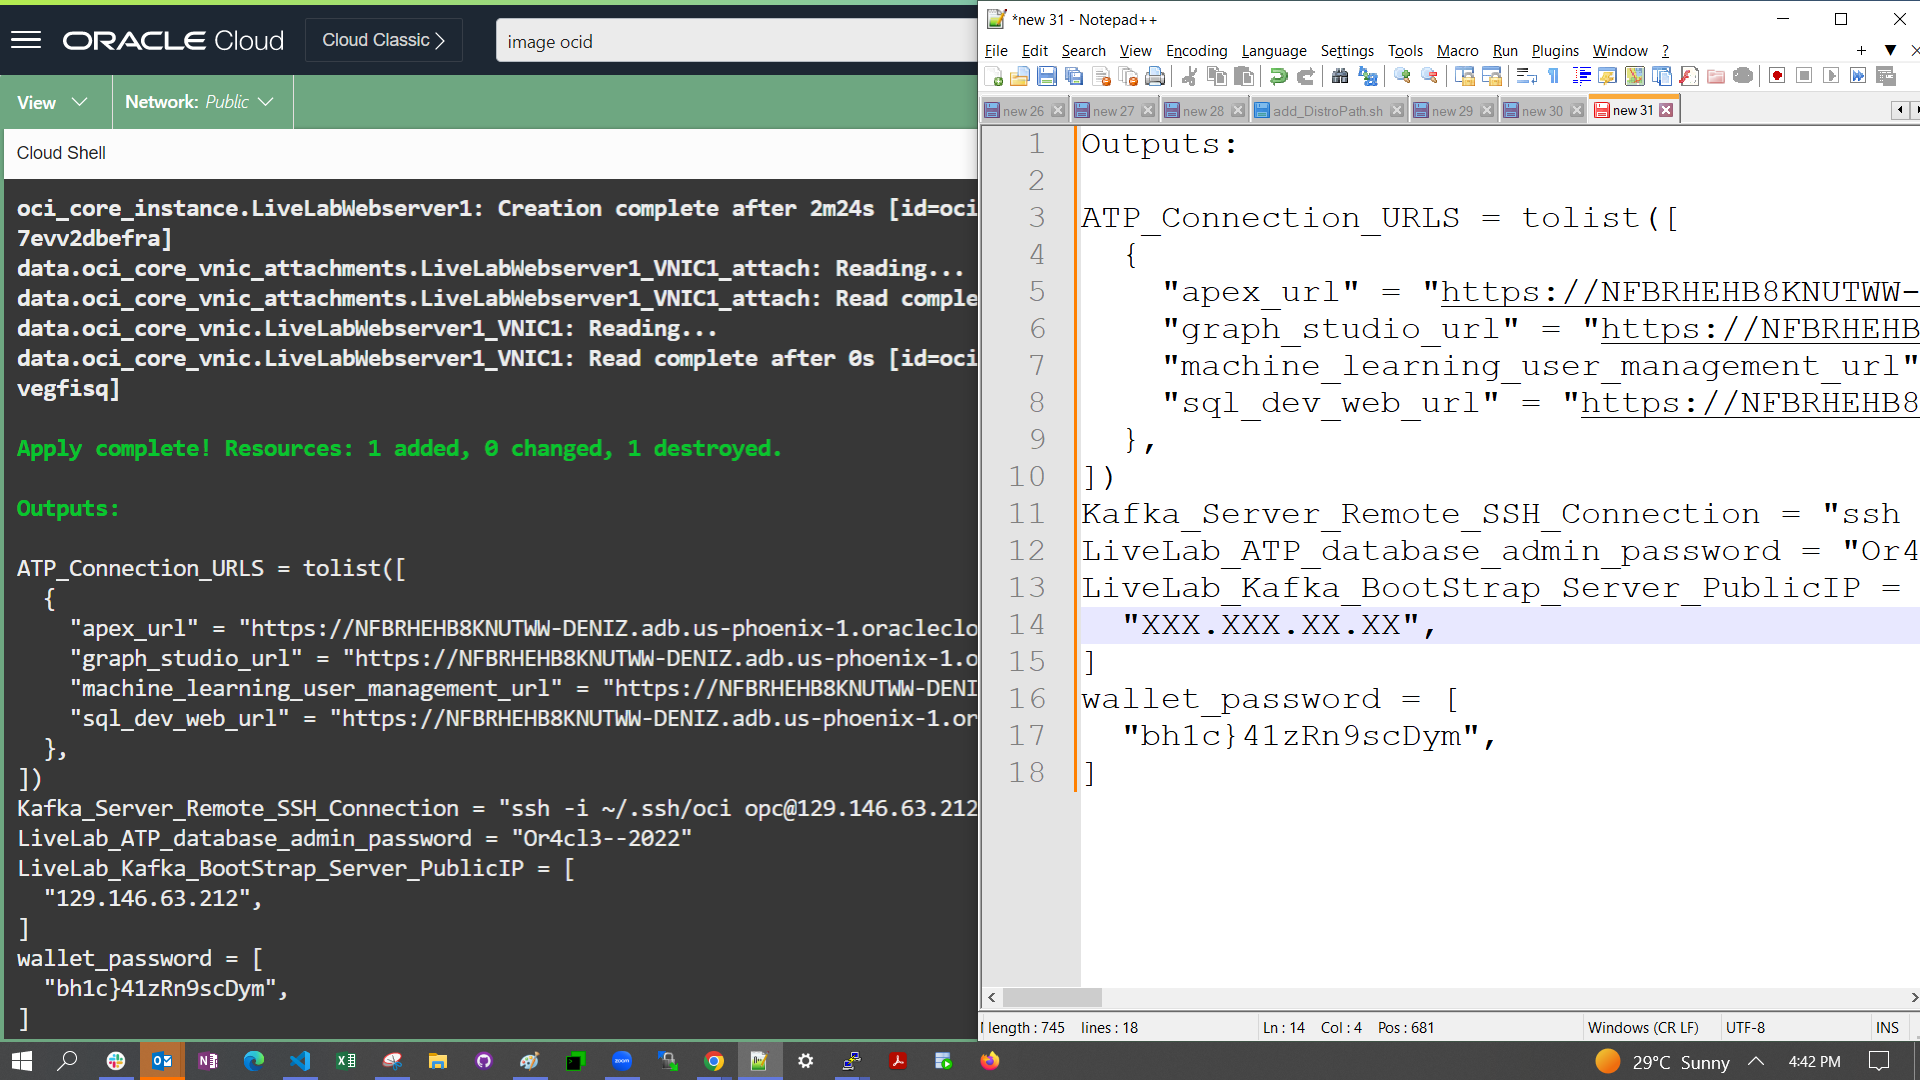 ORACLE Cloud
Cloud Classic
image ocid
View
Network: Public
Cloud Shell
oci_core_instance.LiveLabWebserver1: Creation complete after 2m24s [id=oci
7evv2dbefra]
data.oci_core_vnic_attachments.LiveLabWebserver1_VNIC1_attach: Reading...
data.oci_core_vnic_attachments.LiveLabWebserver1_VNIC1_attach: Read comple
data.oci_core_vnic.LiveLabWebserver1_VNIC1: Reading...
data.oci_core_vnic.LiveLabWebserver1_VNIC1: Read complete after 0s [id=oci
vegfisq]
Apply complete! Resources: 1 added, 0 changed, 1 destroyed.
Outputs:
ATP_Connection_URLS = tolist([
{
"apex_url" = "https://NFBRHEHB8KNUTWW-DENIZ.adb.us-phoenix-1.oracleclo
"graph_studio_url" = "https://NFBRHEHB8KNUTWW-DENIZ.adb.us-phoenix-1.o
"machine_learning_user_management_url" = "https://NFBRHEHB8KNUTWW-DENI
"sql_dev_web_url" = "https://NFBRHEHB8KNUTWW-DENIZ.adb.us-phoenix-1.or
},
])
Kafka_Server_Remote_SSH_Connection = "ssh -i ~/.ssh/oci opc@129.146.63.212
LiveLab_ATP_database_admin_password = "Or4cl3--2022"
LiveLab_Kafka_BootStrap_Server_PublicIP = [
"129.146.63.212",
]
wallet_password = [
"bh1c}41zRn9scDym",
]
*new 31 - Notepad++
File Edit Search View Encoding Language Settings Tools Macro Run Plugins Window ?
new 26 new 27 new 28 add_DistroPath.sh new 29 new 30 new 31
1 Outputs:
2
3 ATP_Connection_URLS = tolist([
4 {
5 "apex_url" = "https://NFBRHEHB8KNUTWW-
6 "graph_studio_url" = "https://NFBRHEHB
7 "machine_learning_user_management_url"
8 "sql_dev_web_url" = "https://NFBRHEHB8
9 },
10 ])
11 Kafka_Server_Remote_SSH_Connection = "ssh
12 LiveLab_ATP_database_admin_password = "Or4
13 LiveLab_Kafka_BootStrap_Server_PublicIP =
14 "XXX.XXX.XX.XX",
15 ]
16 wallet_password = [
17 "bh1c}41zRn9scDym",
18 ]
length : 745 lines : 18 Ln : 14 Col : 4 Pos : 681 Windows (CR LF) UTF-8 INS
zoom
29°C Sunny 4:42 PM